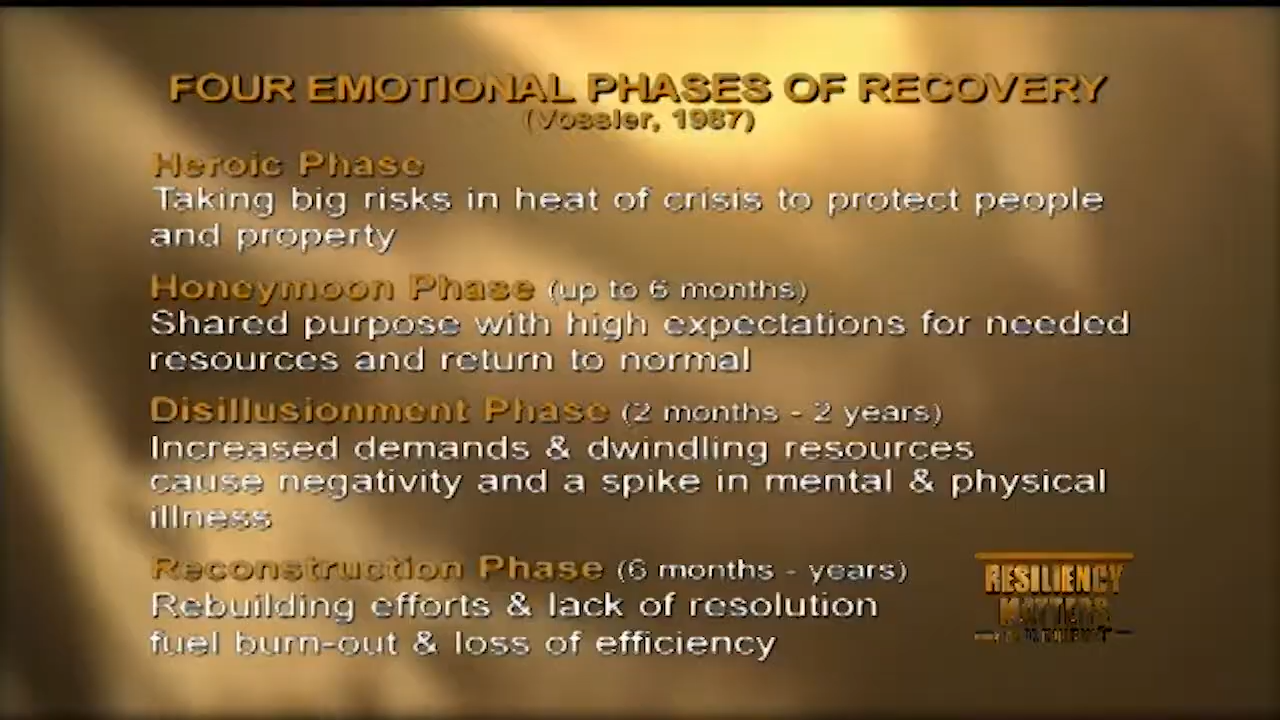 FOUR EMOTIONAL PHASES OF RECOVERY
(Vossler, 1987)
Heroic Phase
Taking big risks in heat of crisis to protect people
and property
Honeymoon Phase (up to 6 months)
Shared purpose with high expectations for needed
resources and return to normal
Disillusionment Phase (2 months - 2 years)
Increased demands & dwindling resources
cause negativity and a spike in mental & physical
illness
Reconstruction Phase (6 months - years)
Rebuilding efforts & lack of resolution
fuel burn-out & loss of efficiency
RESILIENCY
MATTERS